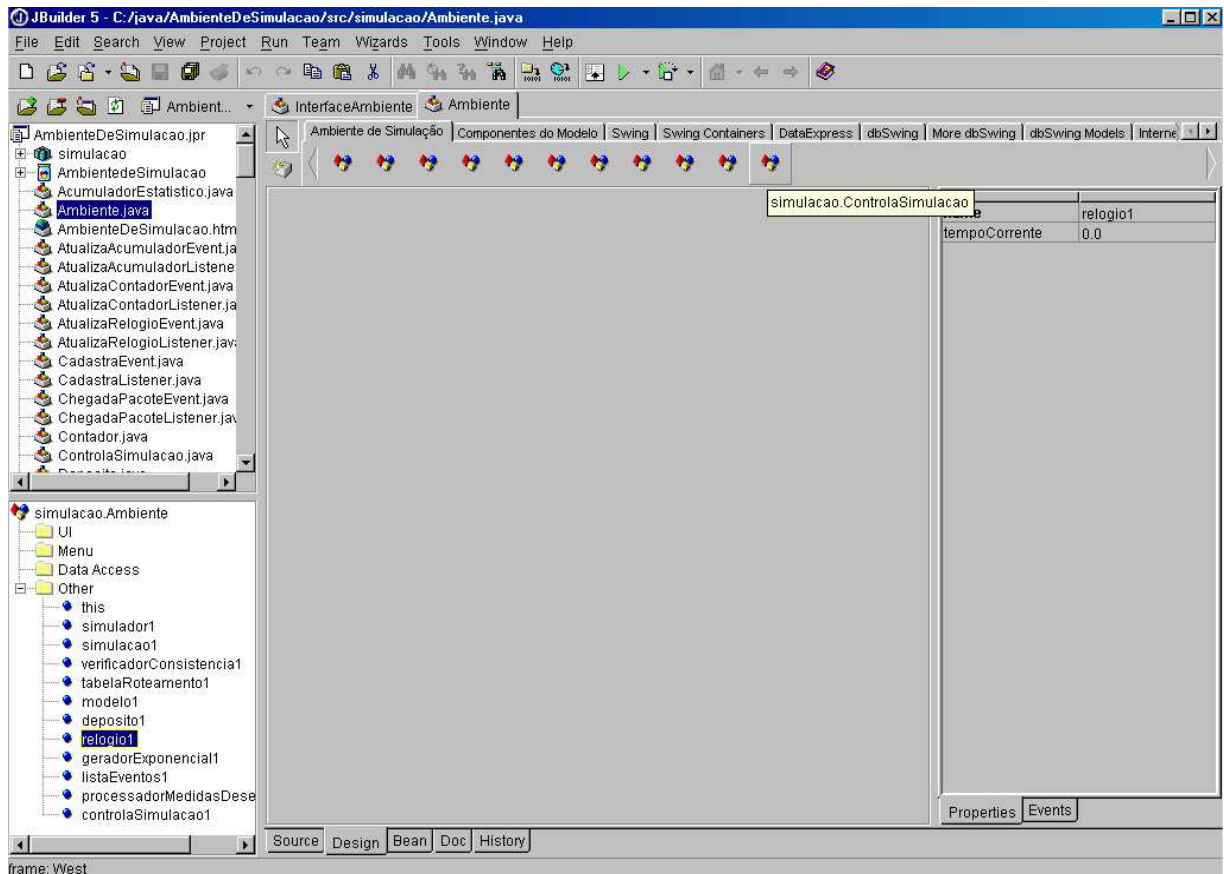 JBuilder 5 - C:/java/AmbienteDeSimulacao/src/simulacao/Ambiente.java
File Edit Search View Project Run Team Wizards Tools Window Help
Ambient...
InterfaceAmbiente Ambiente
AmbienteDeSimulacao.jpr
simulacao
AmbientedeSimulacao
AcumuladorEstatistico.java
Ambiente.java
AmbienteDeSimulacao.htm
AtualizaAcumuladorEvent.ja
AtualizaAcumuladorListene
AtualizaContadorEvent.java
AtualizaContadorListener.ja
AtualizaRelogioEvent.java
AtualizaRelogioListener.jav
CadastraEvent.java
CadastraListener.java
ChegadaPacoteEvent.java
ChegadaPacoteListener.jav
Contador.java
ControlaSimulacao.java
Ambiente de Simulação Componentes do Modelo Swing Swing Containers DataExpress dbSwing More dbSwing dbSwing Models Interne
simulacao.ControlaSimulacao
relogio1
tempoCorrente 0.0
simulacao.Ambiente
UI
Menu
Data Access
Other
this
simulador1
simulacao1
verificadorConsistencia1
tabelaRoteamento1
modelo1
deposito1
relogio1
geradorExponencial1
listaEventos1
processadorMedidasDese
controlaSimulacao1
Properties Events
Source Design Bean Doc History
frame: West